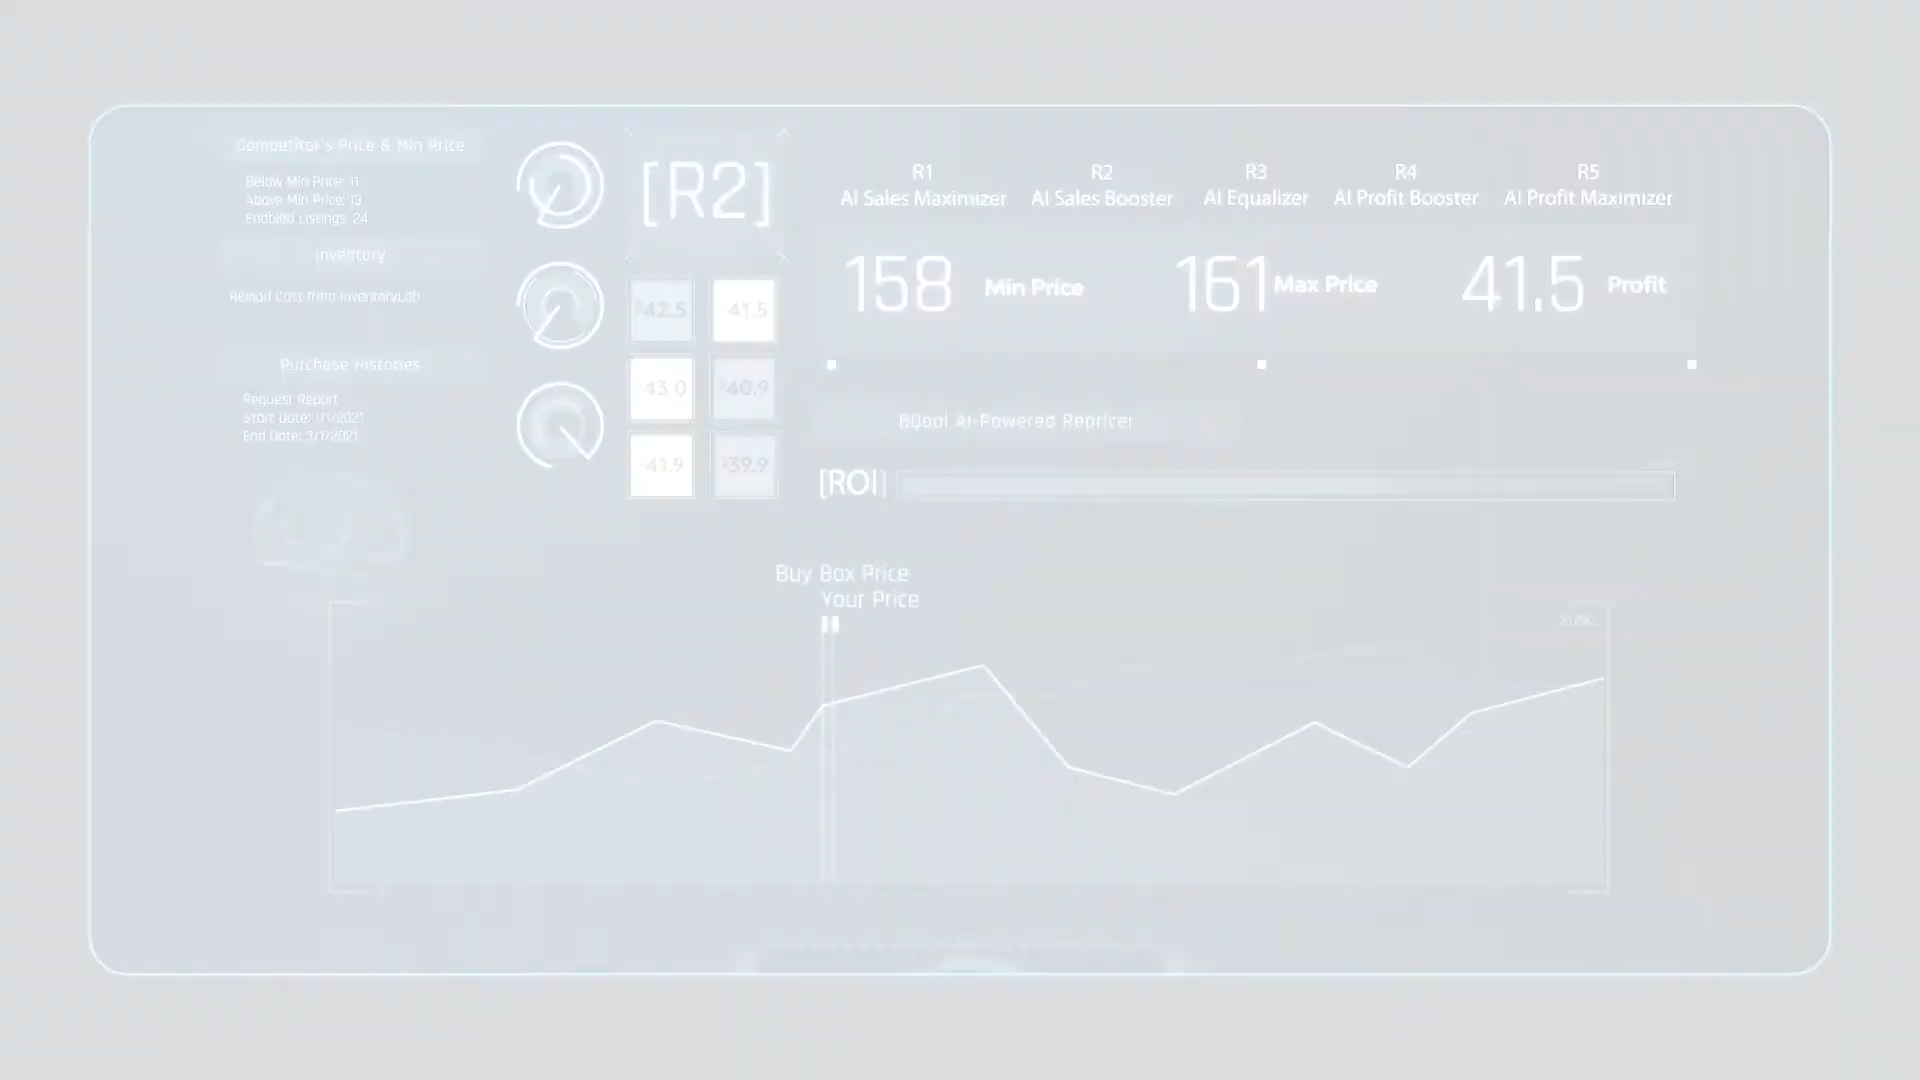 Competitor's Price & Min Price
Below Min Price: 11
Above Min Price: 13
Enabled Listings: 24
Inventory
Reload Cost from InventoryLab
Purchase Histories
Request Report
Start Date: 1/1/2021
End Date: 3/1/2021
[R2]
$42.5 $41.5
$43.0 $40.9
$41.9 $39.9
R1 R2 R3 R4 R5
AI Sales Maximizer AI Sales Booster AI Equalizer AI Profit Booster AI Profit Maximizer
158 Min Price 161 Max Price 41.5 Profit
BQool AI-Powered Repricer
[ROI]
Buy Box Price
Your Price